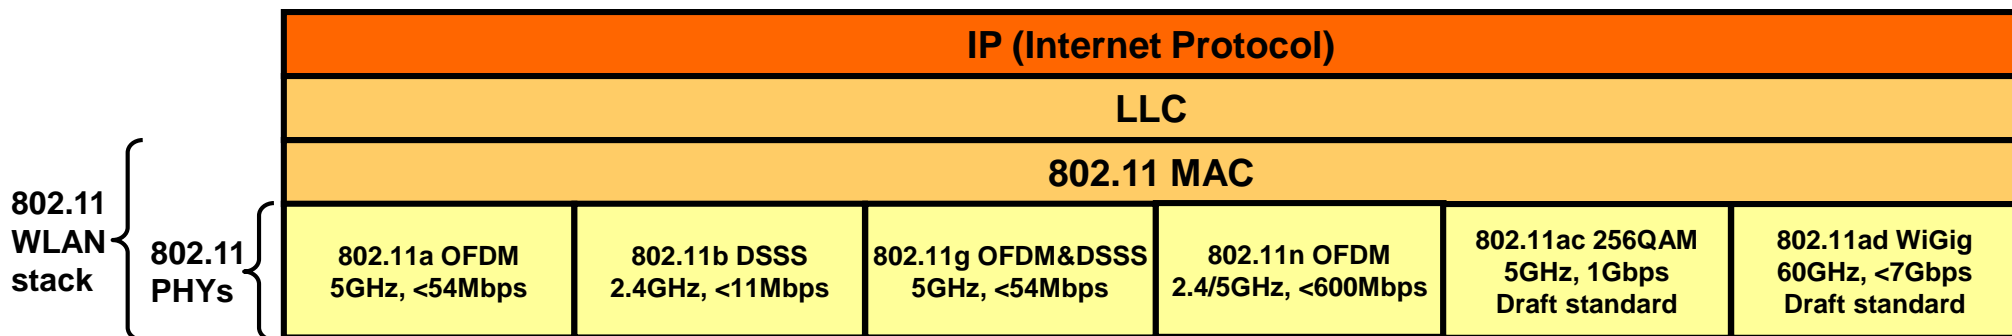 IP (Internet Protocol)
LLC
802.11 MAC
802.11
WLAN
stack
802.11
PHYs
802.11a OFDM
5GHz, <54Mbps
802.11b DSSS
2.4GHz, <11Mbps
802.11g OFDM&DSSS
5GHz, <54Mbps
802.11n OFDM
2.4/5GHz, <600Mbps
802.11ac 256QAM
5GHz, 1Gbps
Draft standard
802.11ad WiGig
60GHz, <7Gbps
Draft standard